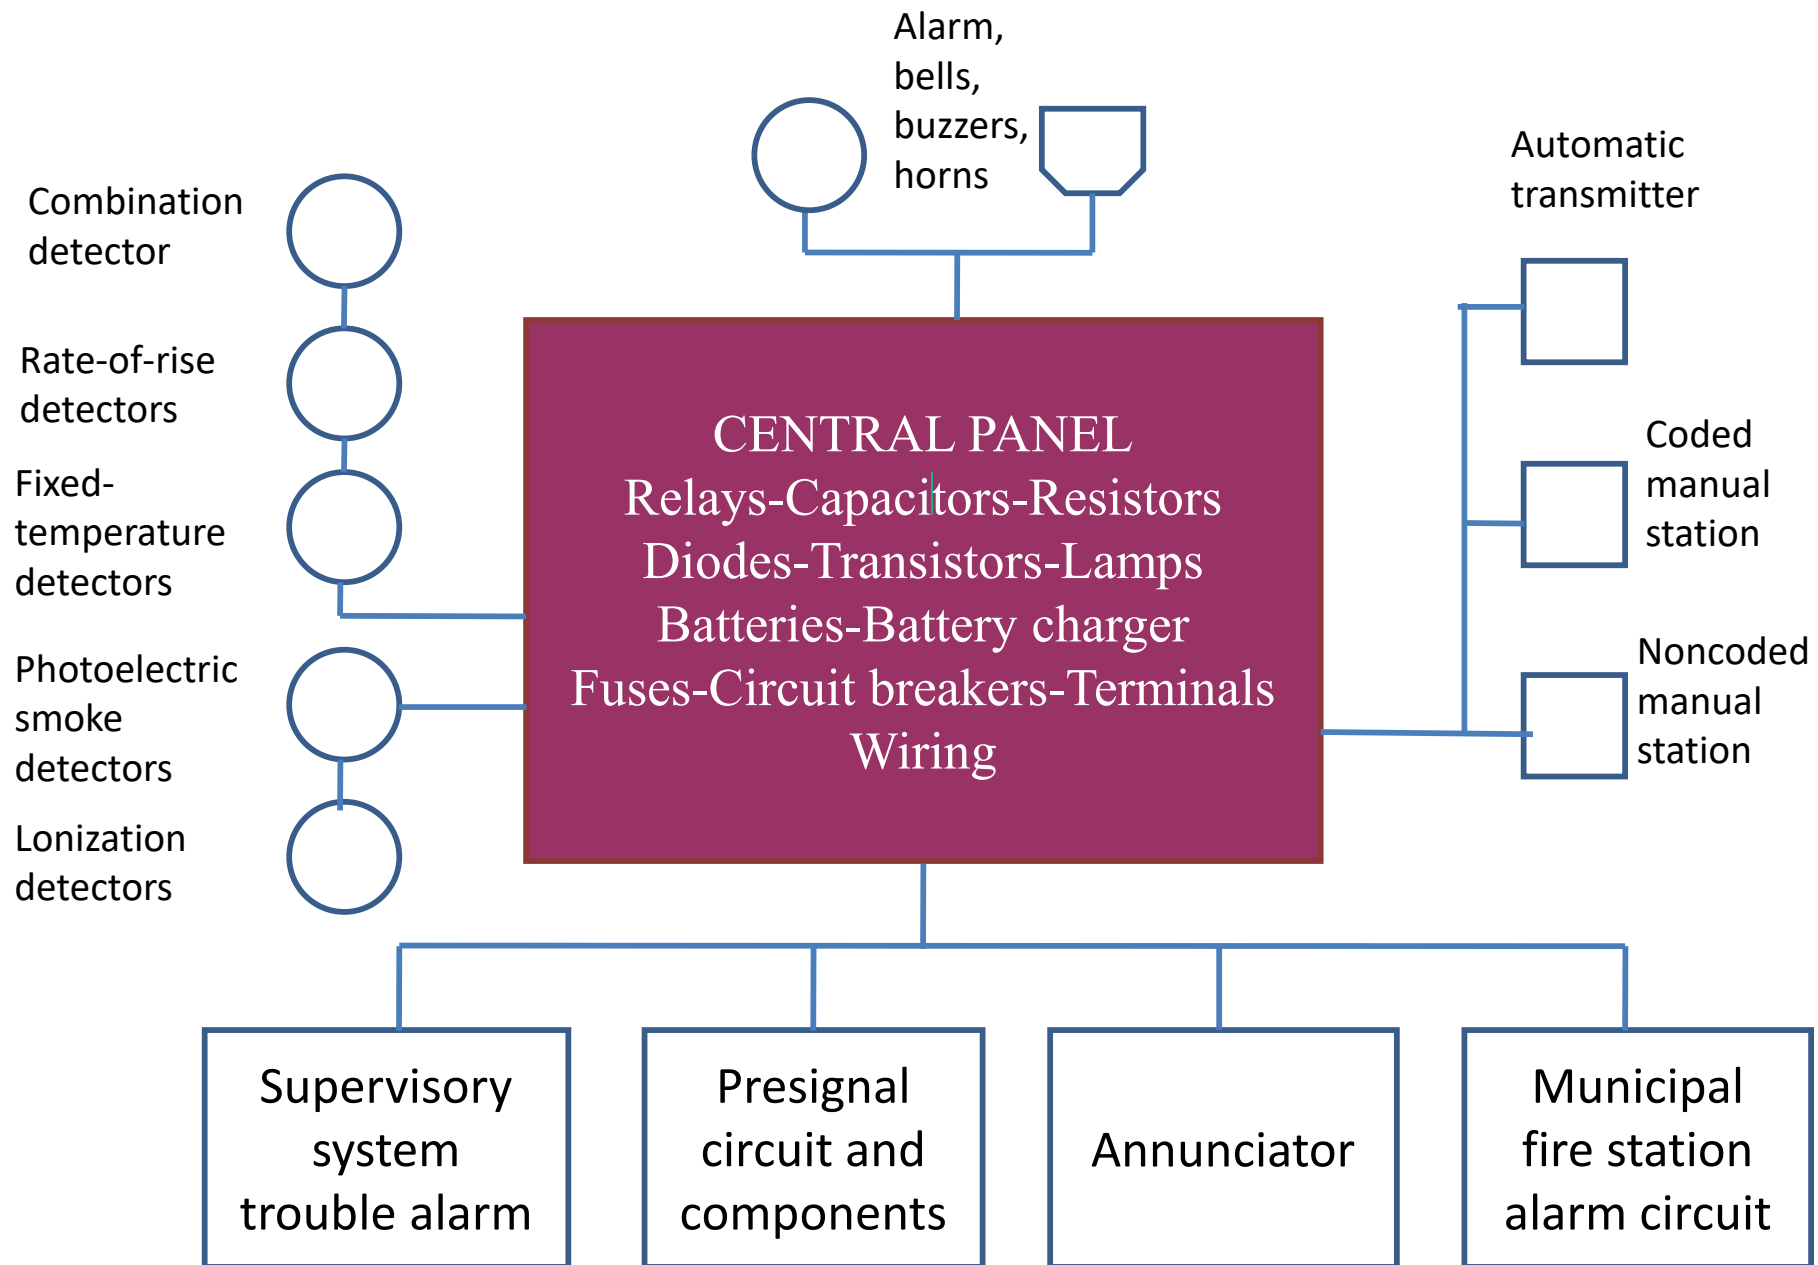 Alarm,
bells,
buzzers,
horns
Automatic
transmitter
Combination
detector
Rate-of-rise
detectors
Fixed-
temperature
detectors
Photoelectric
smoke
detectors
Lonization
detectors
CENTRAL PANEL
Relays-Capacitors-Resistors
Diodes-Transistors-Lamps
Batteries-Battery charger
Fuses-Circuit breakers-Terminals
Wiring
Coded
manual
station
Noncoded
manual
station
Supervisory
system
trouble alarm
Presignal
circuit and
components
Annunciator
Municipal
fire station
alarm circuit